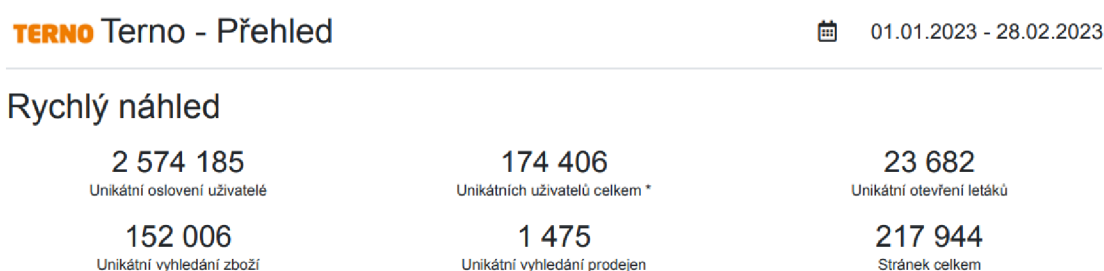 TERNO Terno - Přehled 01.01.2023 - 28.02.2023
Rychlý náhled
2 574 185 174 406 23 682
Unikátní oslovení uživatelé Unikátních uživatelů celkem * Unikátní otevření letáků
152 006 1 475 217 944
Unikátní vyhledání zboží Unikátní vyhledání prodejen Stránek celkem